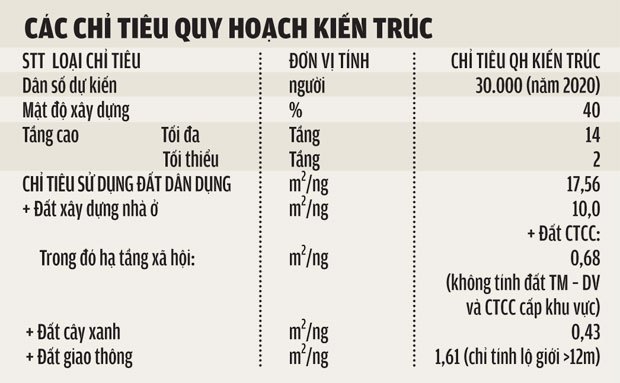 CÁC CHỈ TIÊU QUY HOẠCH KIẾN TRÚC
STT LOẠI CHỈ TIÊU ĐƠN VỊ TÍNH CHỈ TIÊU QH KIẾN TRÚC
Dân số dự kiến người 30.000 (năm 2020)
Mật độ xây dựng % 40
Tầng cao Tối đa Tầng 14
Tối thiểu Tầng 2
CHỈ TIÊU SỬ DỤNG ĐẤT DÂN DỤNG m²/ng 17,56
+ Đất xây dựng nhà ở m²/ng 10,0
+ Đất CTCC:
Trong đó hạ tầng xã hội: m²/ng 0,68
(không tính đất TM - DV
và CTCC cấp khu vực)
+ Đất cây xanh m²/ng 0,43
+ Đất giao thông m²/ng 1,61 (chỉ tính lộ giới >12m)